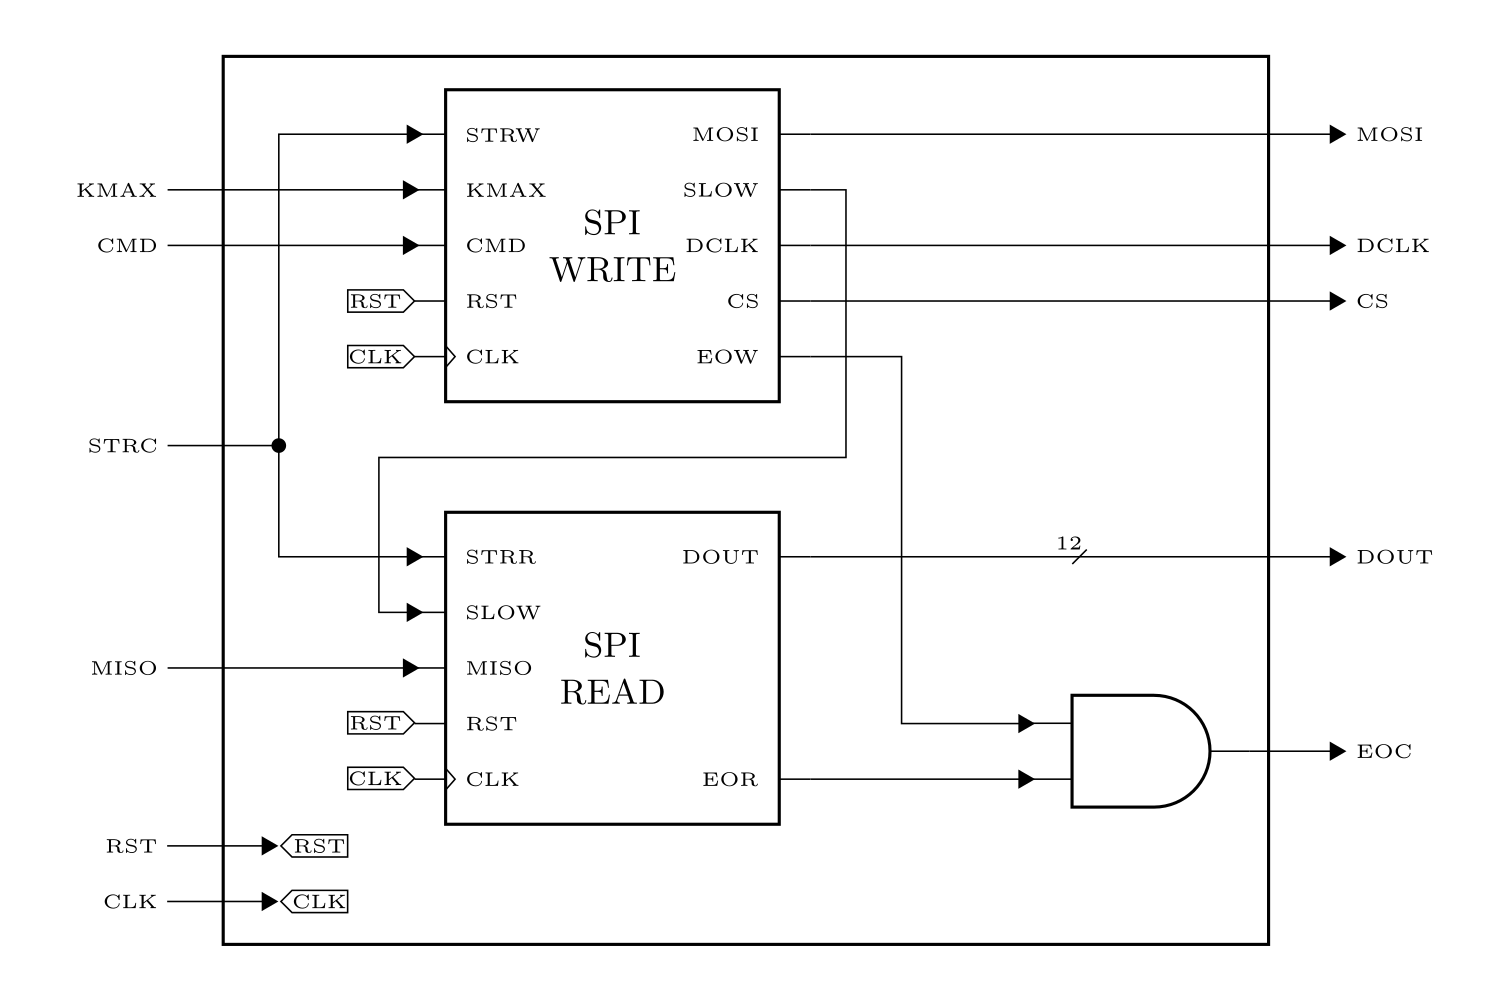 STRW
MOSI
MOSI
KMAX
KMAX
SLOW
SPI
WRITE
CMD
CMD
DCLK
DCLK
RST
RST
CS
CS
CLK
CLK
EOW
STRC
STRR
DOUT
12
DOUT
SLOW
SPI
READ
MISO
MISO
RST
RST
CLK
CLK
EOR
EOC
RST
RST
CLK
CLK